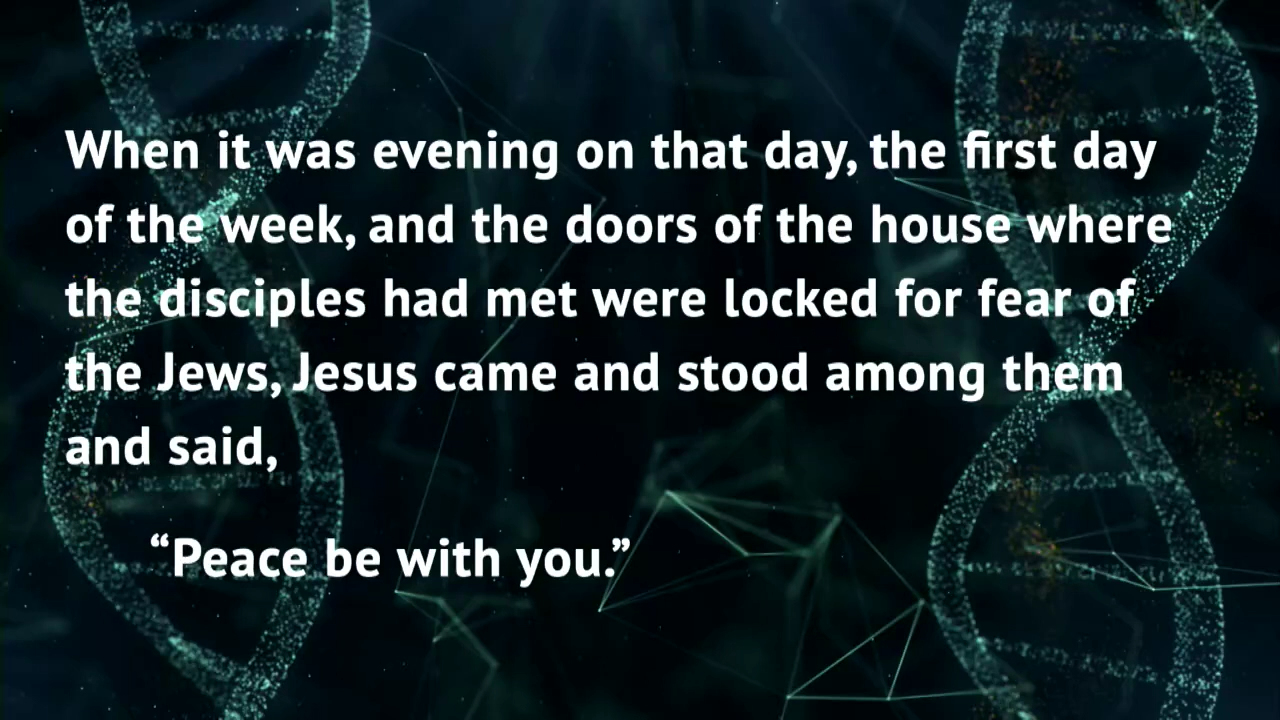 When it was evening on that day, the first day
of the week, and the doors of the house where
the disciples had met were locked for fear of
the Jews, Jesus came and stood among them
and said,
“Peace be with you.”